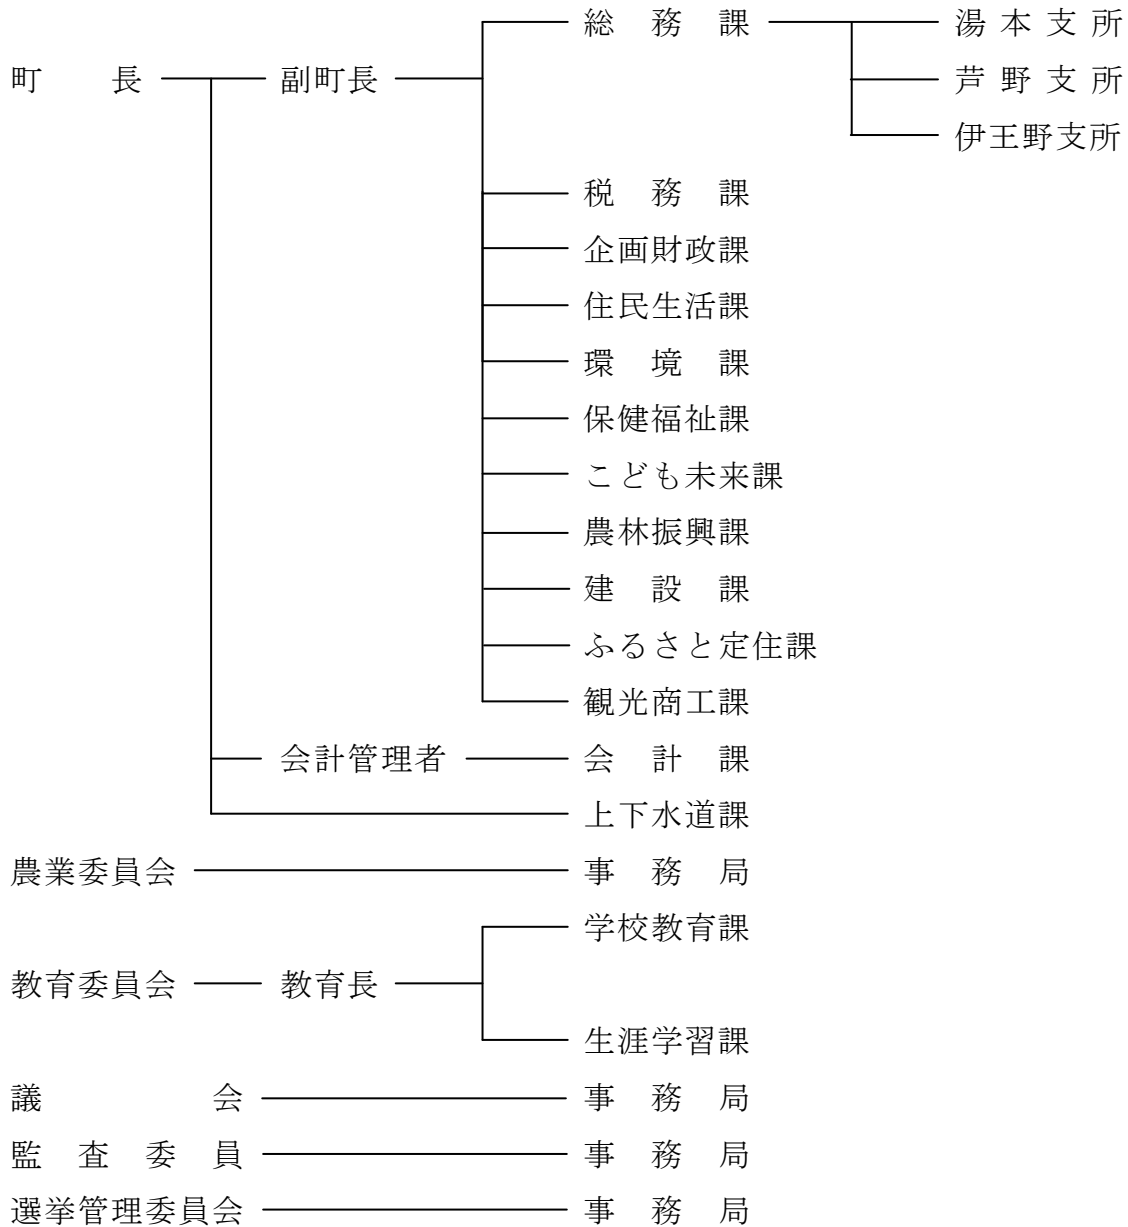 総務課 湯本支所
町長 副町長 芦野支所
伊王野支所
税務課
企画財政課
住民生活課
環境課
保健福祉課
こども未来課
農林振興課
建設課
ふるさと定住課
観光商工課
会計管理者 会計課
上下水道課
農業委員会 事務局
学校教育課
教育委員会 教育長
生涯学習課
議会 事務局
監査委員 事務局
選挙管理委員会 事務局